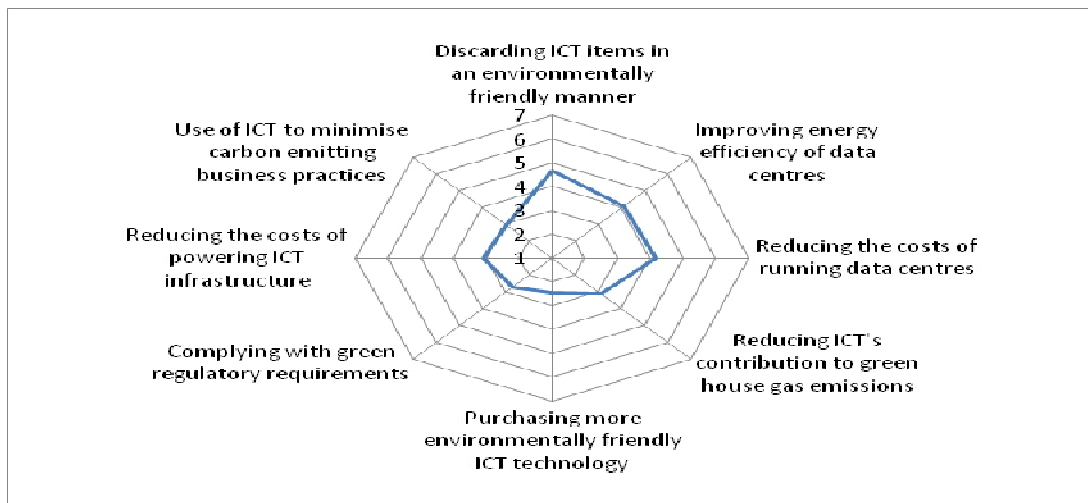 Discarding ICT items in
an environmentally
friendly manner
7
6
5
4
3
2
1
Improving energy
efficiency of data
centres
Reducing the costs of
running data centres
Reducing ICT's
contribution to green
house gas emissions
Purchasing more
environmentally friendly
ICT technology
Complying with green
regulatory requirements
Reducing the costs of
powering ICT
infrastructure
Use of ICT to minimise
carbon emitting
business practices